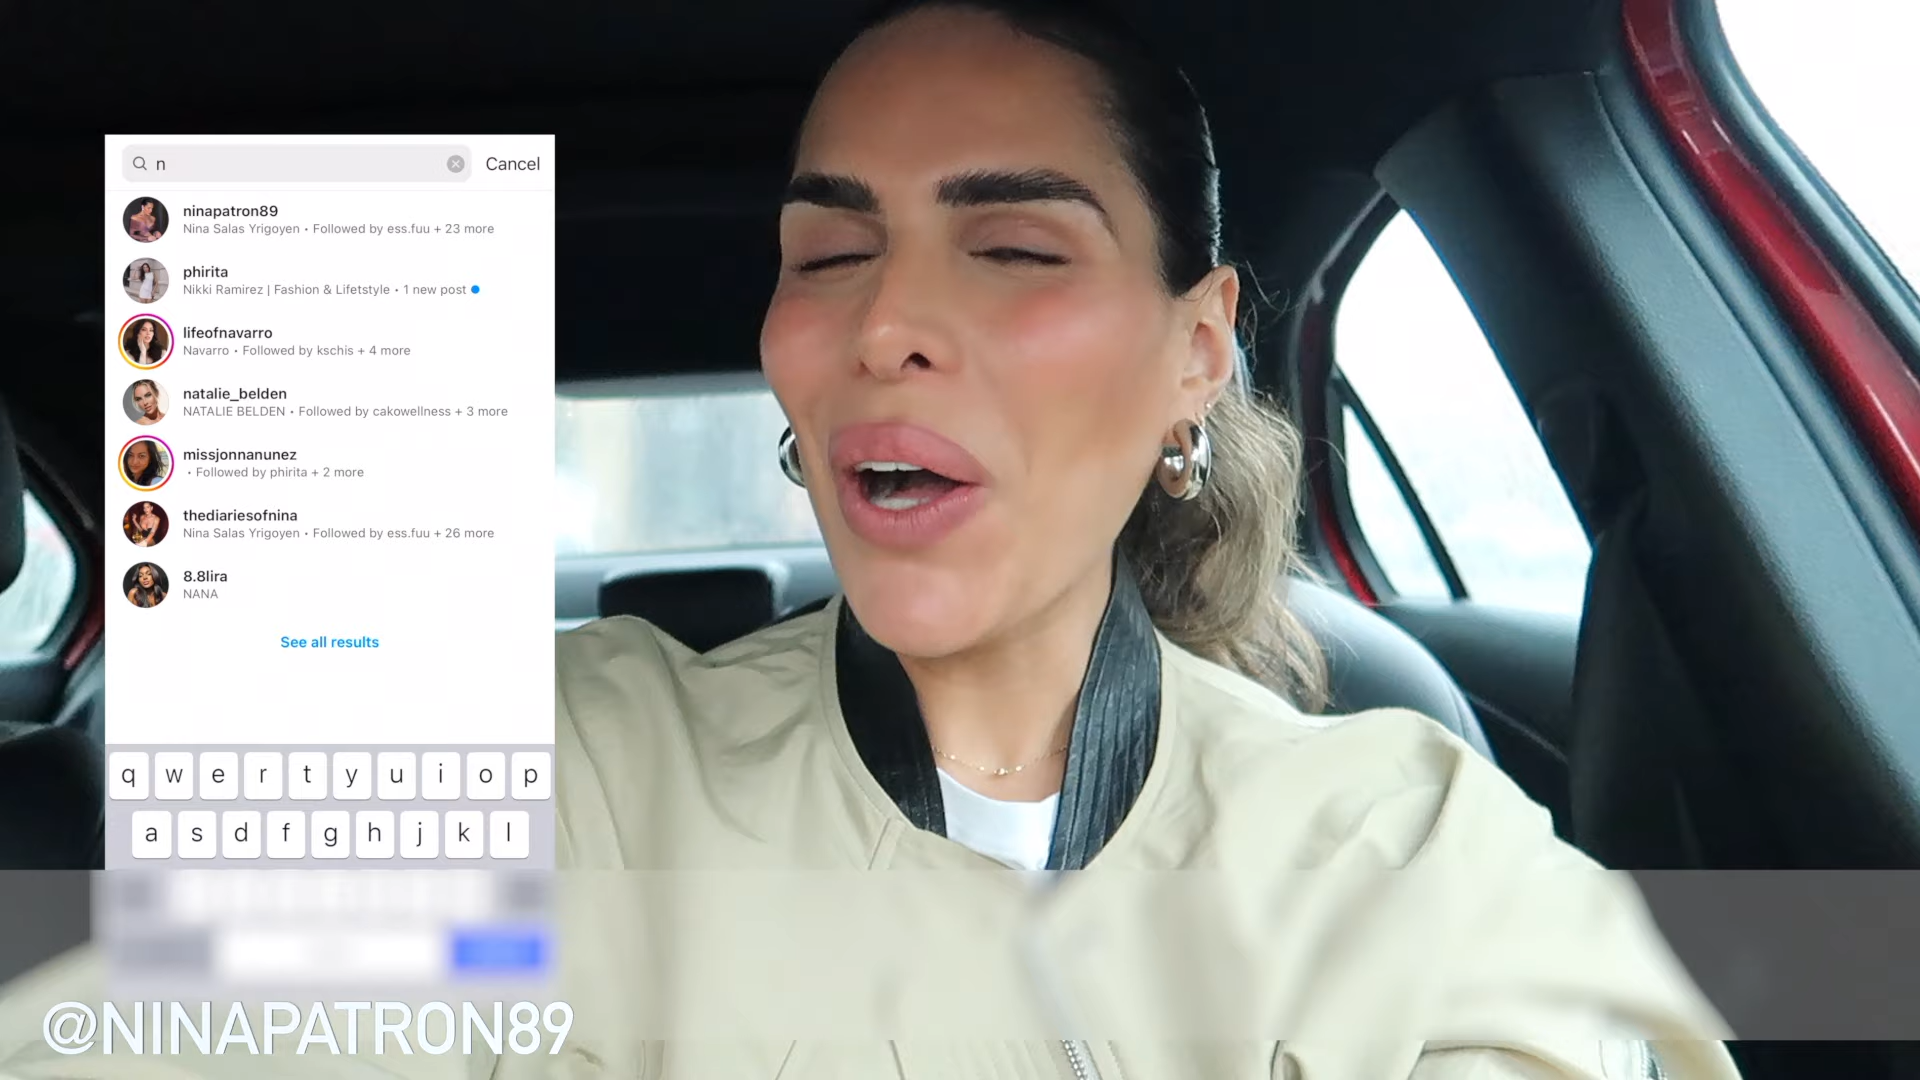 n
Cancel
ninapatron89
Nina Salas Yrigoyen • Followed by ess.fuu + 23 more
phirita
Nikki Ramirez | Fashion & Lifetstyle • 1 new post
lifeofnavarro
Navarro • Followed by kschis + 4 more
natalie_belden
NATALIE BELDEN • Followed by cakowellness + 3 more
missjonnanunez
• Followed by phirita + 2 more
thediariesofnina
Nina Salas Yrigoyen • Followed by ess.fuu + 26 more
8.8lira
NANA
See all results
q w e r t y u i o p
a s d f g h j k l
@NINAPATRON89